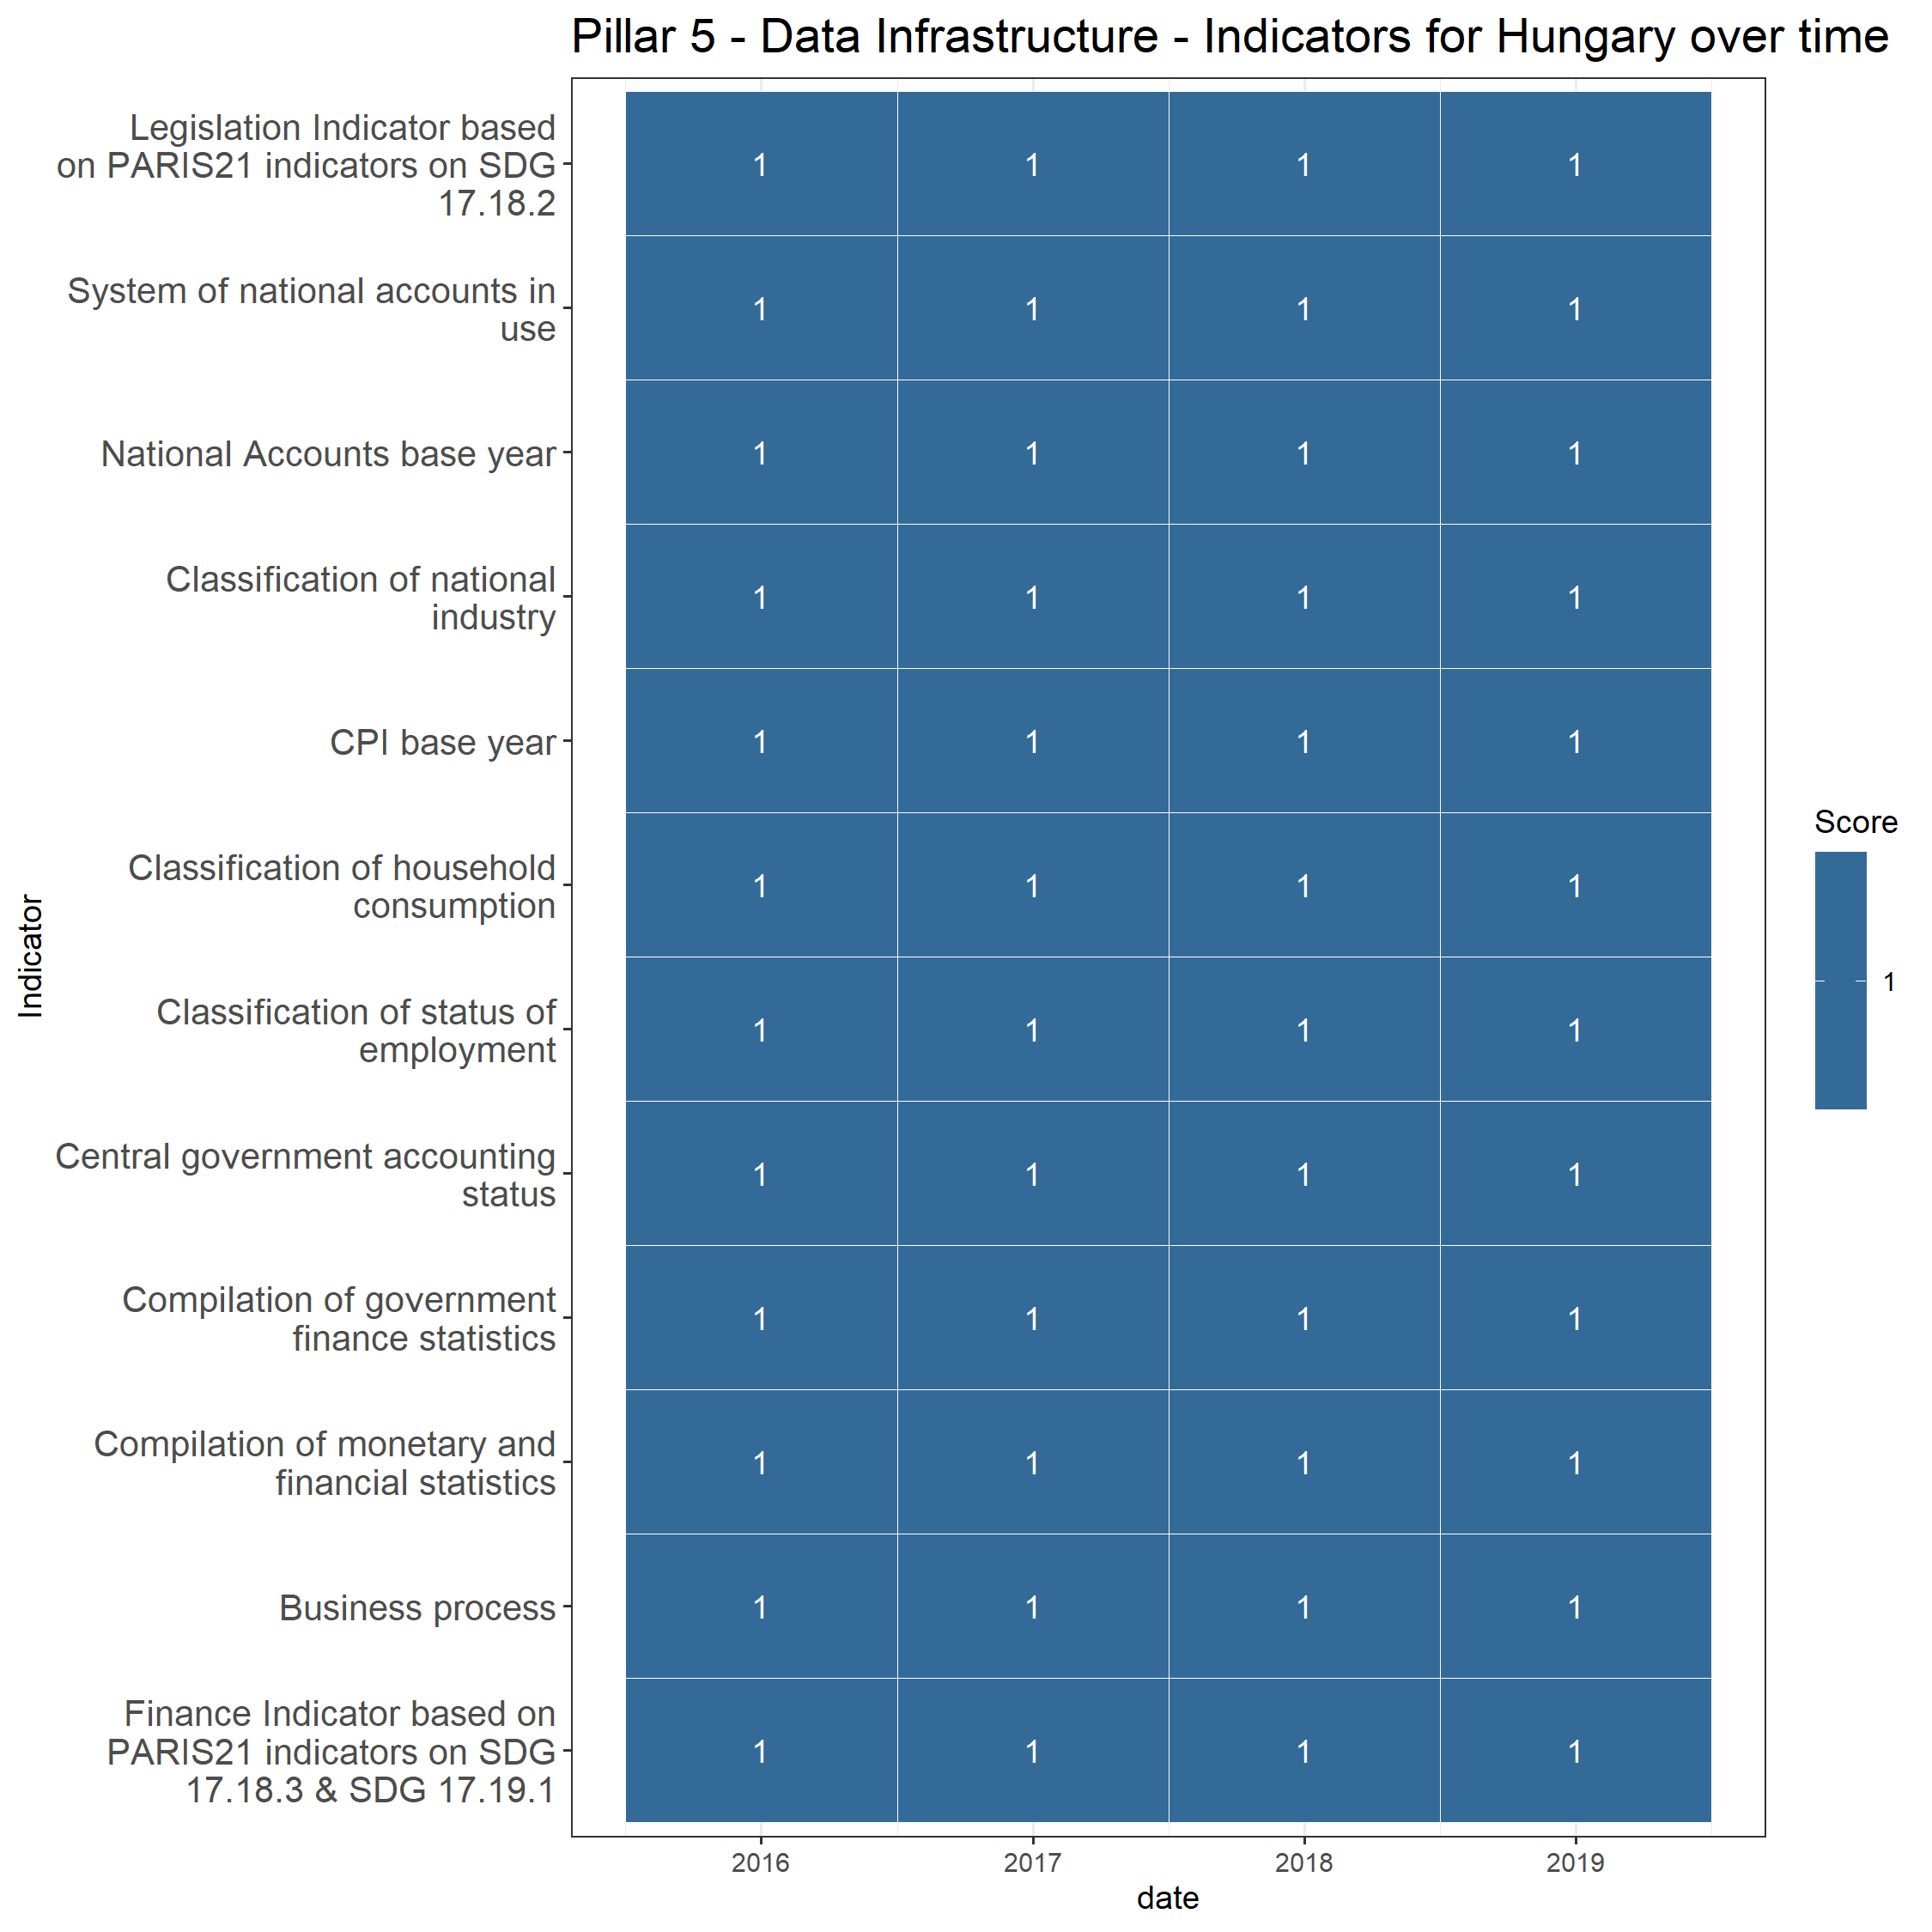 Pillar 5 - Data Infrastructure - Indicators for Hungary over time
Legislation Indicator based
on PARIS21 indicators on SDG
17.18.2
1 1 1 1
System of national accounts in
use
1 1 1 1
National Accounts base year
1 1 1 1
Classification of national
industry
1 1 1 1
CPI base year
1 1 1 1
Classification of household
consumption
1 1 1 1
Classification of status of
employment
1 1 1 1
Central government accounting
status
1 1 1 1
Compilation of government
finance statistics
1 1 1 1
Compilation of monetary and
financial statistics
1 1 1 1
Business process
1 1 1 1
Finance Indicator based on
PARIS21 indicators on SDG
17.18.3 & SDG 17.19.1
1 1 1 1
2016 2017 2018 2019
date
Indicator
Score
1